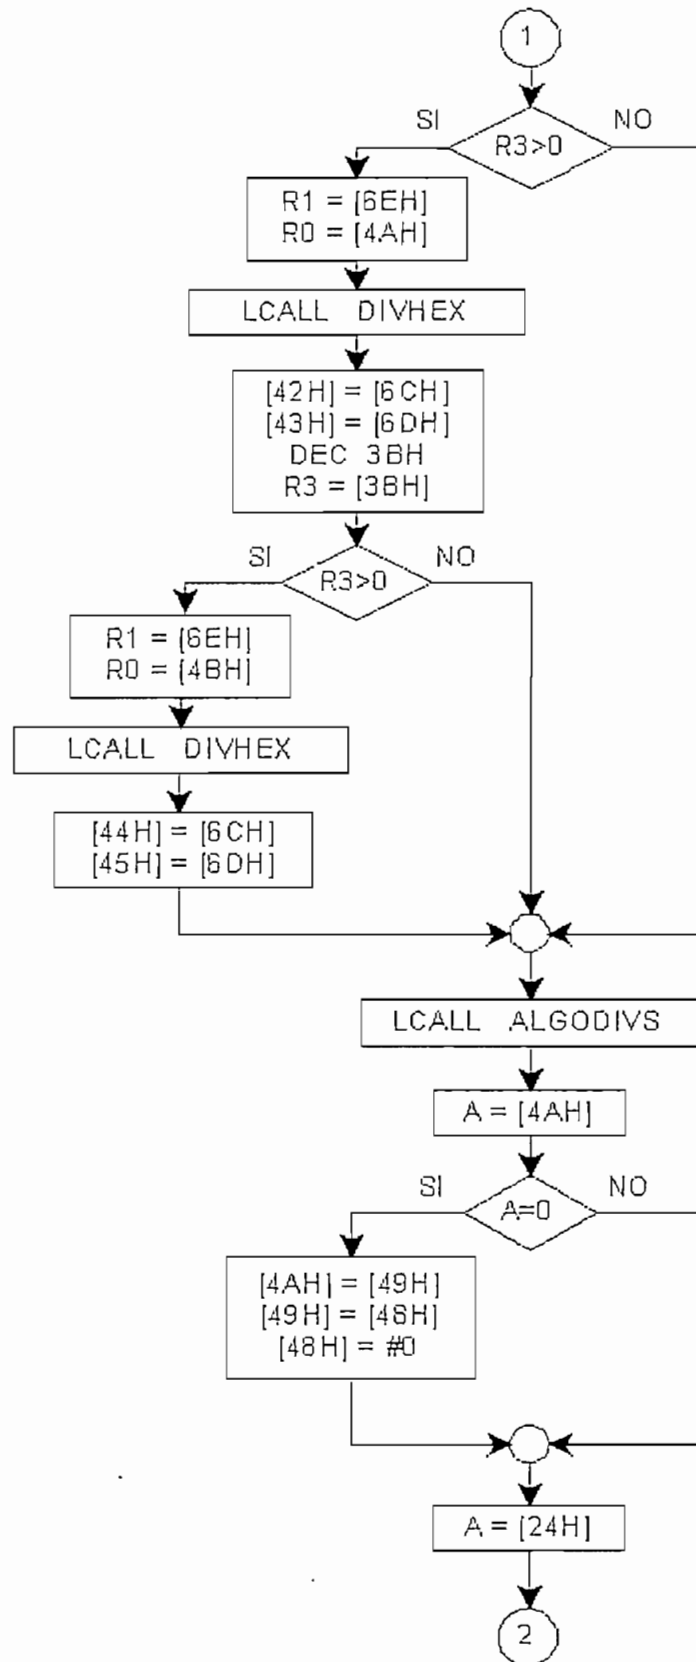 1
SI
NO
R3>0
R1 = [6EH]
R0 = [4AH]
LCALL DIVHEX
[42H] = [6CH]
[43H] = [6DH]
DEC 3BH
R3 = [3BH]
SI
NO
R3>0
R1 = [6EH]
R0 = [4BH]
LCALL DIVHEX
[44H] = [6CH]
[45H] = [6DH]
LCALL ALGODIVS
A = [4AH]
SI
NO
A=0
[4AH] = [49H]
[49H] = [48H]
[48H] = #0
A = [24H]
2